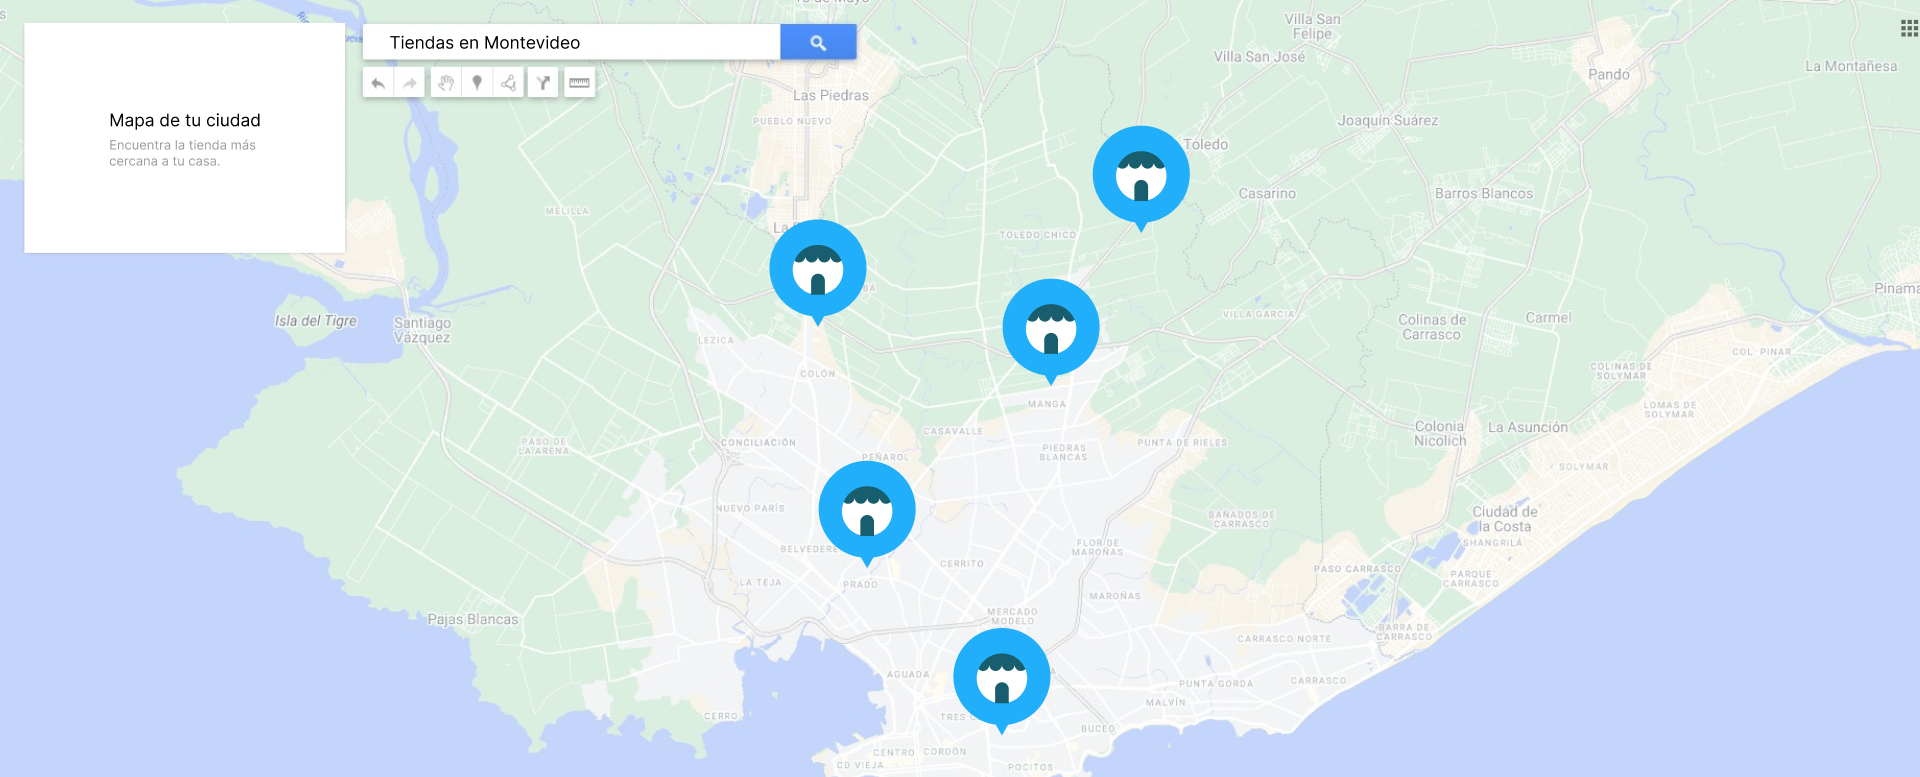 Tiendas en Montevideo
Mapa de tu ciudad
Encuentra la tienda más
cercana a tu casa.
Villa San
Felipe
Villa San José
Pando
La Montañesa
Las Piedras
PUEBLO NUEVO
Joaquín Suárez
Toledo
Casarino
Barros Blancos
MELILLA
TOLEDO CHICO
Isla del Tigre
Santiago
Vázquez
VILLA GARCIA
Colinas de
Carrasco
Carmel
LEZICA
COL. PINAR
COLINAS DE
SOLYMAR
COLÓN
MANGA
LOMAS DE
SOLYMAR
CASAVALLE
Colonia
Nicolich
La Asunción
PASO DE
LA ARENA
CONCILIACIÓN
PEÑAROL
PIEDRAS
BLANCAS
PUNTA DE RIELES
Y SOLYMAR
NUEVO PARÍS
BAÑADOS DE
CARRASCO
Ciudad de
la Costa
SHANGRILÁ
BELVEDERE
FLOR DE
MAROÑAS
CERRITO
PASO CARRASCO
PARQUE
CARRASCO
LA TEJA
PRADO
MAROÑAS
Pajas Blancas
MERCADO
MODELO
BARRA DE
CARRASCO
CARRASCO NORTE
AGUADA
PUNTA GORDA
CARRASCO
MALVÍN
CERRO
TRES
BUCEO
CENTRO
CORDÓN
CD VIEJA
POCITOS